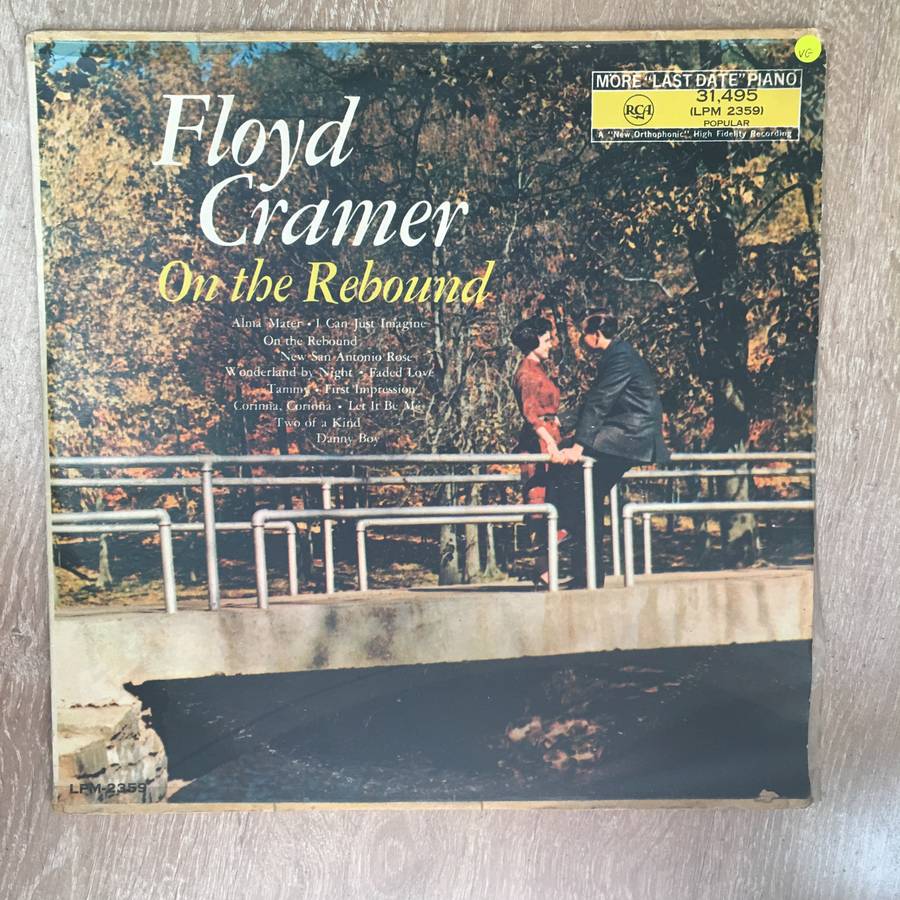 VG
MORE "LAST DATE" PIANO
RCA
31,495
(LPM 2359)
POPULAR
A "New Orthophonic" High Fidelity Recording
Floyd
Cramer
On the Rebound
Alma Mater • I Can Just Imagine
On the Rebound
New San Antonio Rose
Wonderland by Night • Faded Love
Tammy • First Impression
Corinna, Corinna • Let It Be Me
Two of a Kind
Danny Boy
LPM-2359